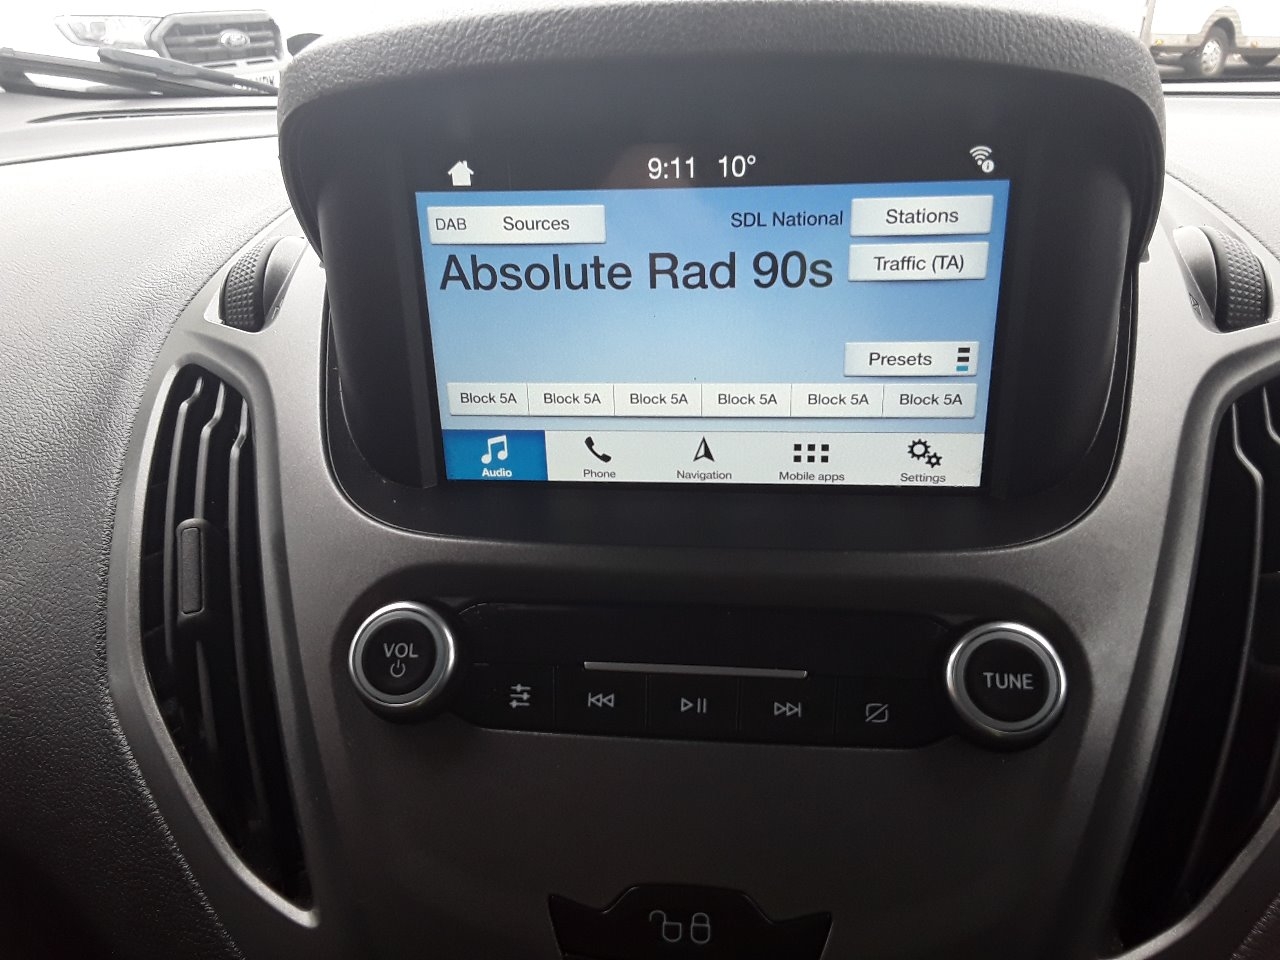 Ford
9:11 10°
DAB Sources
SDL National
Stations
Absolute Rad 90s
Traffic (TA)
Presets
Block 5A Block 5A Block 5A Block 5A Block 5A Block 5A
Audio Phone Navigation Mobile apps Settings
VOL
TUNE